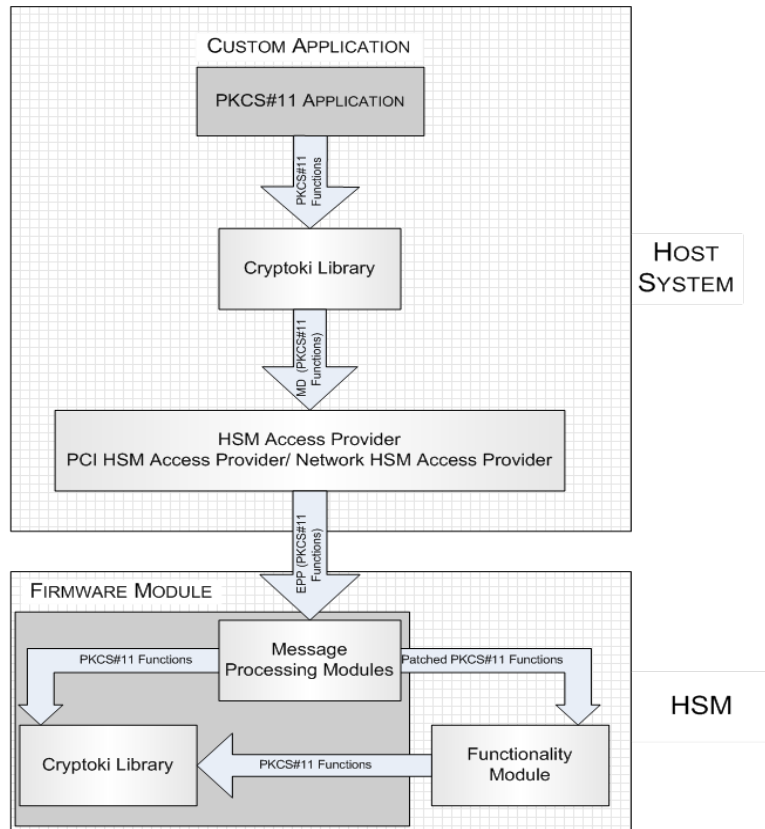 CUSTOM APPLICATION
PKCS#11 APPLICATION
PKCS#11
Functions
Cryptoki Library
MD (PKCS#11
Functions)
HSM Access Provider
PCI HSM Access Provider/ Network HSM Access Provider
HOST
SYSTEM
EPP (PKCS#11
Functions)
FIRMWARE MODULE
Message
Processing Modules
PKCS#11 Functions
Patched PKCS#11 Functions
HSM
Cryptoki Library
PKCS#11 Functions
Functionality
Module